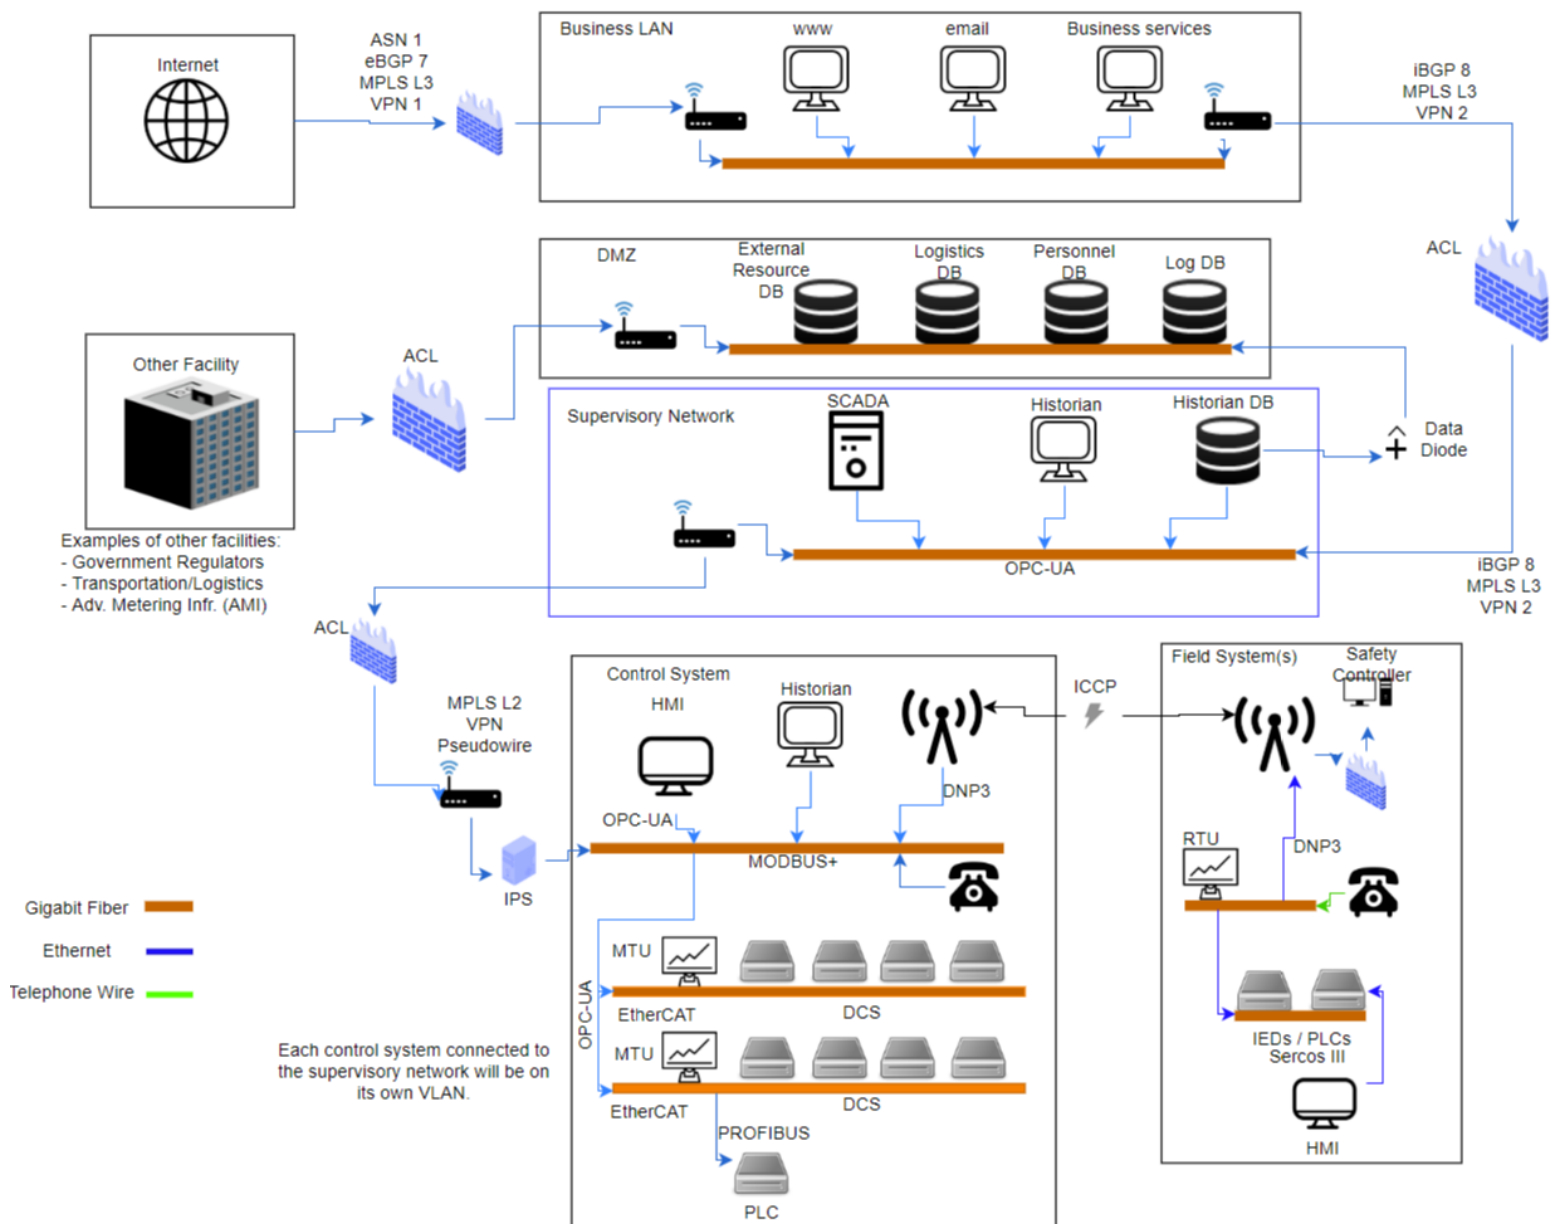 Internet
ASN 1
eBGP 7
MPLS L3
VPN 1
Business LAN
www
email
Business services
iBGP 8
MPLS L3
VPN 2
ACL
DMZ
External
Resource
DB
Logistics
DB
Personnel
DB
Log DB
Other Facility
ACL
Examples of other facilities:
- Government Regulators
- Transportation/Logistics
- Adv. Metering Infr. (AMI)
Supervisory Network
SCADA
Historian
Historian DB
Data
Diode
OPC-UA
iBGP 8
MPLS L3
VPN 2
ACL
MPLS L2
VPN
Pseudowire
IPS
Control System
HMI
Historian
DNP3
OPC-UA
MODBUS+
ICCP
Field System(s)
Safety
Controller
RTU
DNP3
IEDs / PLCs
Sercos III
HMI
Gigabit Fiber
Ethernet
Telephone Wire
Each control system connected to
the supervisory network will be on
its own VLAN.
OPC-UA
MTU
EtherCAT
DCS
MTU
EtherCAT
DCS
PROFIBUS
PLC